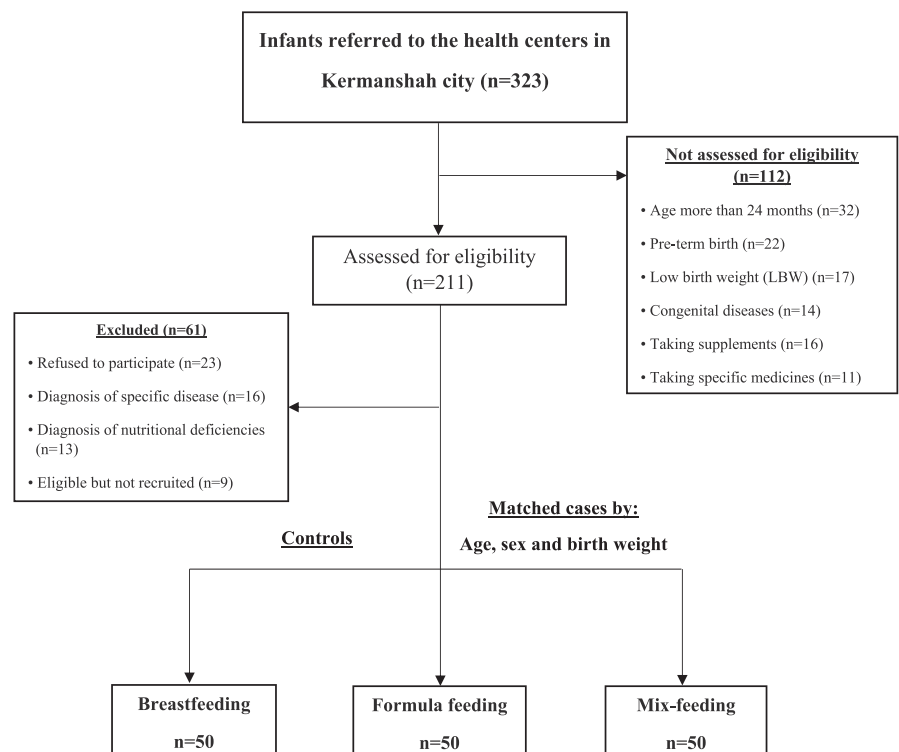 Infants referred to the health centers in
Kermanshah city (n=323)
Not assessed for eligibility
(n=112)
• Age more than 24 months (n=32)
• Pre-term birth (n=22)
• Low birth weight (LBW) (n=17)
• Congenital diseases (n=14)
• Taking supplements (n=16)
• Taking specific medicines (n=11)
Assessed for eligibility
(n=211)
Excluded (n=61)
• Refused to participate (n=23)
• Diagnosis of specific disease (n=16)
• Diagnosis of nutritional deficiencies
(n=13)
• Eligible but not recruited (n=9)
Controls
Matched cases by:
Age, sex and birth weight
Breastfeeding
n=50
Formula feeding
n=50
Mix-feeding
n=50